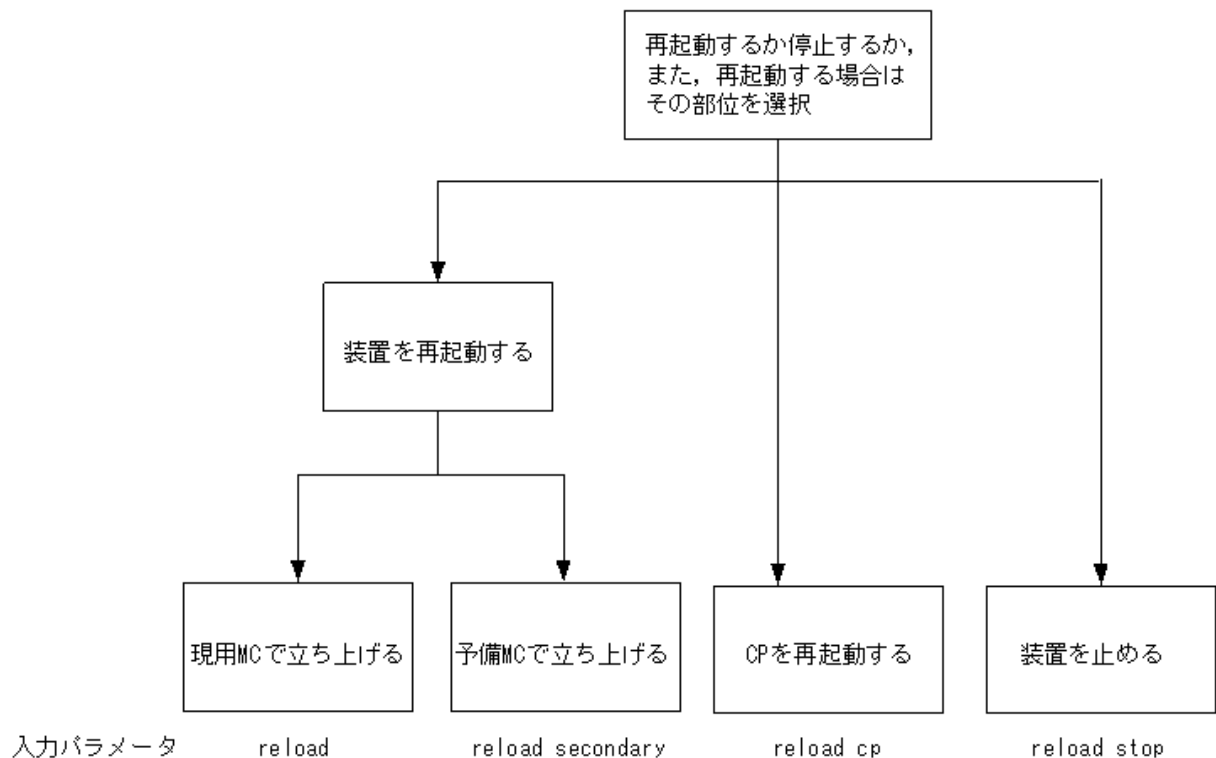 再起動するか停止するか，
また，再起動する場合は
その部位を選択
装置を再起動する
現用MCで立ち上げる
予備MCで立ち上げる
CPを再起動する
装置を止める
入力パラメータ
reload
reload secondary
reload cp
reload stop